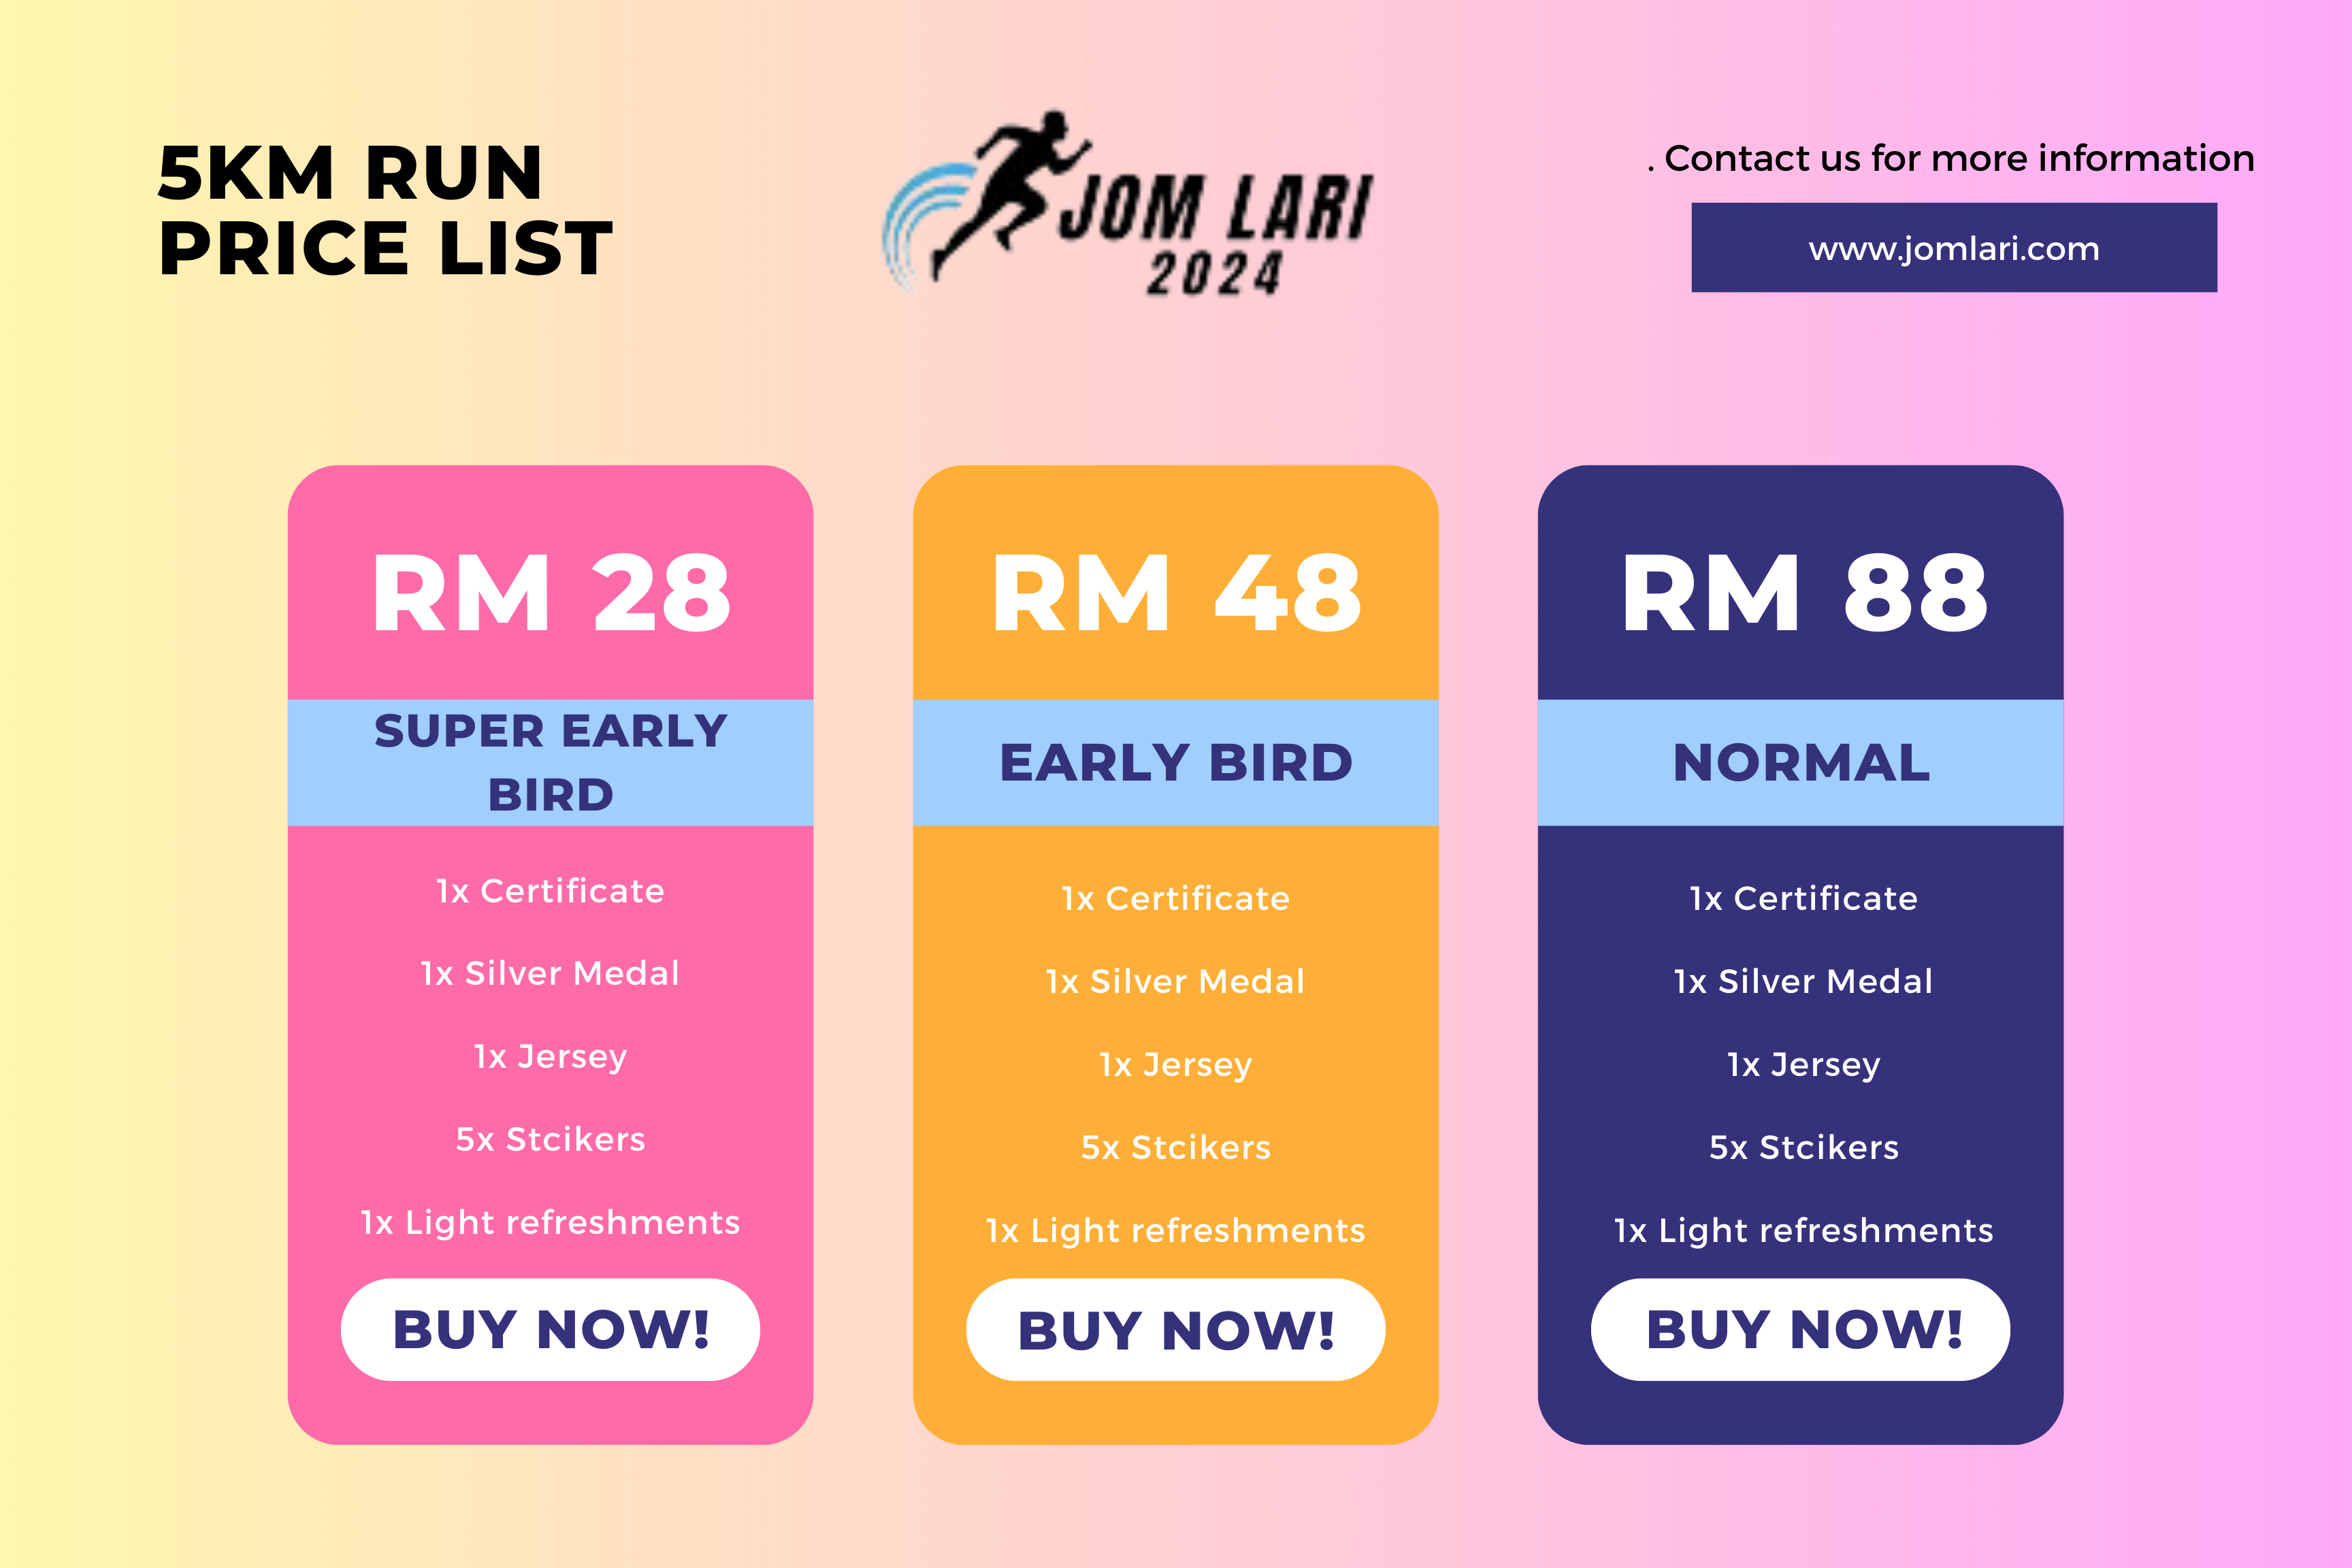 5KM RUN
PRICE LIST
JOM LARI
2024
. Contact us for more information
www.jomlari.com
RM 28
SUPER EARLY
BIRD
1x Certificate
1x Silver Medal
1x Jersey
5x Stcikers
1x Light refreshments
BUY NOW!
RM 48
EARLY BIRD
1x Certificate
1x Silver Medal
1x Jersey
5x Stcikers
1x Light refreshments
BUY NOW!
RM 88
NORMAL
1x Certificate
1x Silver Medal
1x Jersey
5x Stcikers
1x Light refreshments
BUY NOW!